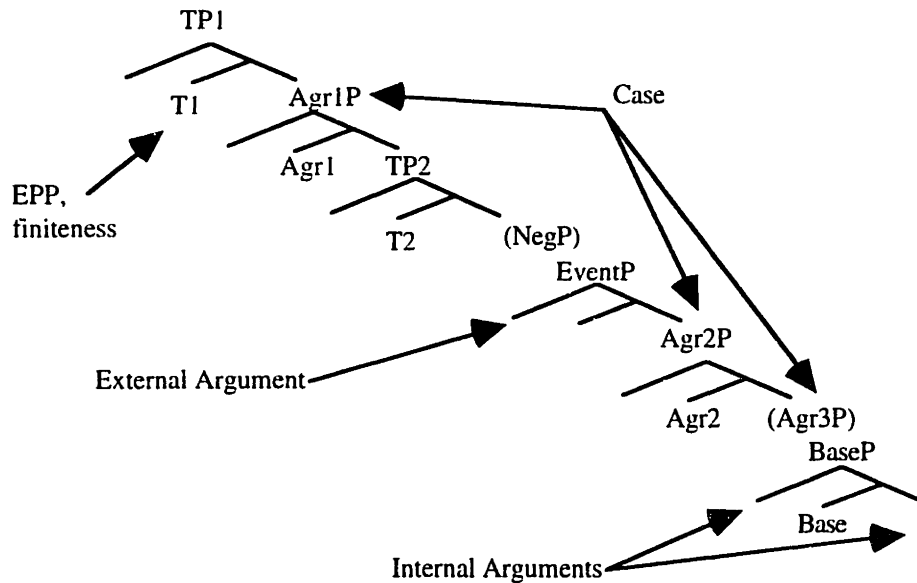 TP1
T1
Agr1P
Case
Agr1
TP2
EPP,
finiteness
T2
(NegP)
EventP
Agr2P
External Argument
Agr2
(Agr3P)
BaseP
Base
Internal Arguments